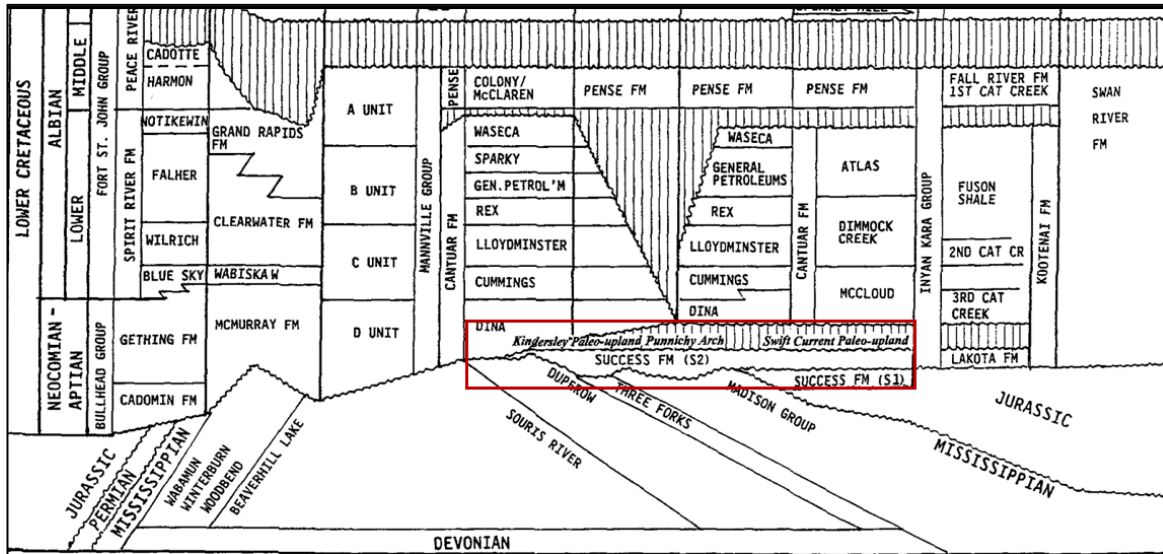 LOWER CRETACEOUS
NEOCOMIAN - APTIAN
ALBIAN
MIDDLE
LOWER
FORT ST. JOHN GROUP
BULLHEAD GROUP
PEACE RIVER
SPIRIT RIVER FM
CADOTTE
HARMON
NOTIKEWIN
FALHER
WILRICH
BLUE SKY
GETHING FM
CADOMIN FM
GRAND RAPIDS
FM
CLEARWATER FM
WABISKAW
MCMURRAY FM
A UNIT
B UNIT
C UNIT
D UNIT
MANNVILLE GROUP
PENSE
CANTUAR FM
COLONY/
McCLAREN
WASECA
SPARKY
GEN.PETROL'M
REX
LLOYDMINSTER
CUMMINGS
DINA
PENSE FM
PENSE FM
WASECA
GENERAL
PETROLEUMS
REX
LLOYDMINSTER
CUMMINGS
DINA
CANTUAR FM
PENSE FM
ATLAS
DIMMOCK
CREEK
MCCLOUD
INYAN KARA GROUP
FALL RIVER FM
1ST CAT CREEK
FUSON
SHALE
2ND CAT CR
3RD CAT
CREEK
LAKOTA FM
KOOTENAI FM
SWAN
RIVER
FM
Kindersley Paleo-upland Punnichy Arch Swift Current Paleo-upland
SUCCESS FM (S2)
SUCCESS FM (S1)
JURASSIC
PERMIAN
MISSISSIPPIAN
WABAMUN
WINTERBURN
WOODBEND
BEAVERHILL LAKE
SOURIS RIVER
DUPEROW
THREE FORKS
MADISON GROUP
MISSISSIPPIAN
JURASSIC
DEVONIAN